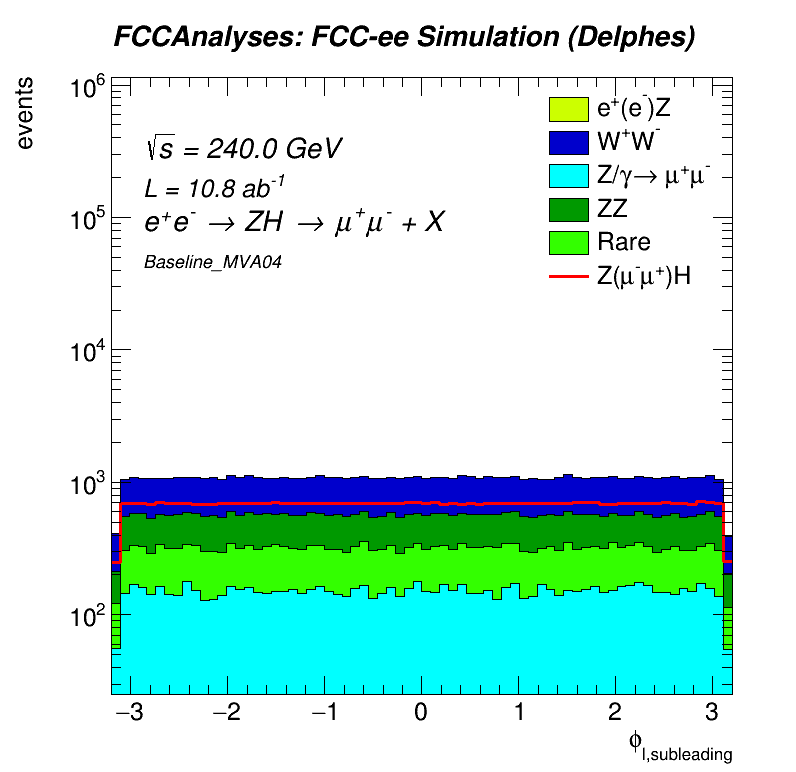 FCCAnalyses: FCC-ee Simulation (Delphes)
events
√s = 240.0 GeV
L = 10.8 ab⁻¹
e⁺e⁻ → ZH → μ⁺μ⁻ + X
Baseline_MVA04
e⁺(e⁻)Z
W⁺W⁻
Z/γ→ μ⁺μ⁻
ZZ
Rare
Z(μ⁻μ⁺)H
10⁶
10⁵
10⁴
10³
10²
−3 −2 −1 0 1 2 3
ϕl,subleading